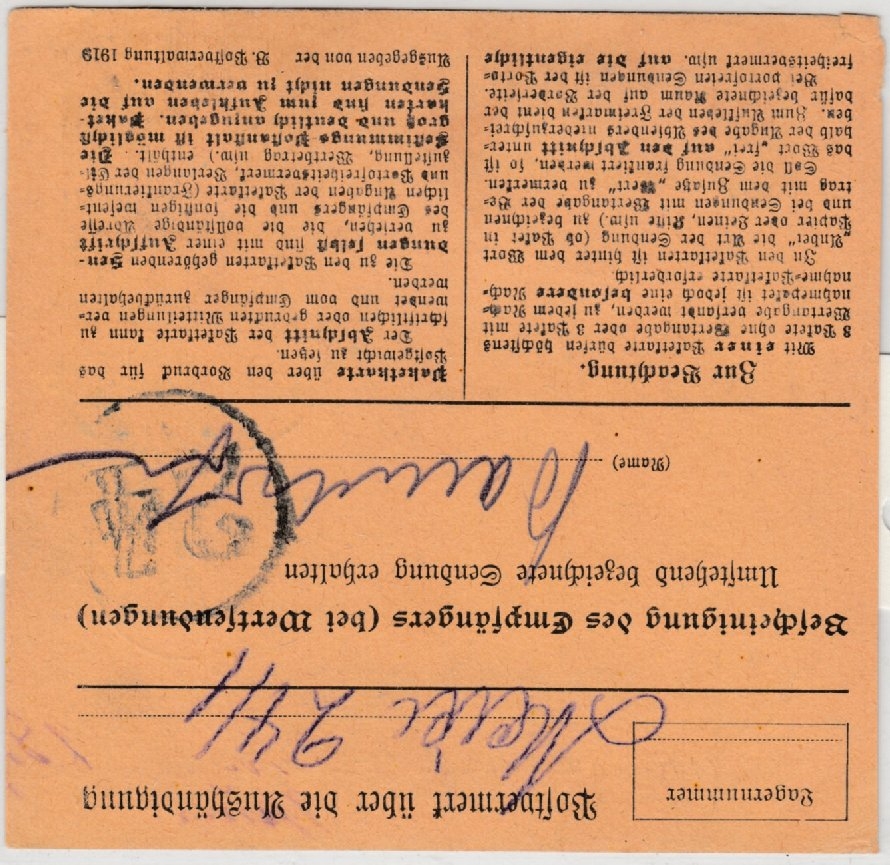 Lagernummer
Postvermerk über die Aushändigung
Bescheinigung des Empfängers (bei Wertsendungen)
Umstehend bezeichnete Sendung erhalten
(Name)
Zur Beachtung.
Mit einer Paketkarte dürfen höchstens
3 Pakete ohne Wertangabe oder 3 Pakete mit
Wertangabe versandt werden, zu jedem Nach-
nahmepaket ist jedoch eine besondere Nach-
nahme-Paketkarte erforderlich.
In den Paketkarten ist hinter dem Wort
„Anbei“ die Art der Sendung (ob Paket in
Papier oder Leinen, Kiste usw.) zu bezeichnen
und bei Sendungen mit Wertangabe der Be-
trag mit dem Zusatze „Wert“ zu vermerken.
Soll die Sendung frankiert werden, so ist
das Wort „frei“ auf den Abschnitt unter-
halb der Angabe des Absenders niederzuschrei-
ben. Zum Aufkleben der Freimarken dient der
dafür bezeichnete Raum auf der Vorderseite.
Bei portofreien Sendungen ist der Porto-
freiheitsvermerk usw. auf die eigentliche
Paketkarte über den Vordruck für das
Postgewicht zu setzen.
Der Abschnitt der Paketkarte kann zu
schriftlichen oder gedruckten Mitteilungen ver-
wendet und vom Empfänger zurückbehalten
werden.
Die zu den Paketkarten gehörenden Sen-
dungen selbst sind mit einer Aufschrift
zu versehen, die die vollständige Adresse
des Empfängers und die sonstigen wesent-
lichen Angaben der Paketkarte (Frankierungs-
und Portofreiheitsvermerk, Verlangen der Eil-
zustellung, Wertbetrag usw.) enthält. Die
Bestimmungs-Postanstalt ist möglichst
groß und deutlich anzugeben. Paket-
karten sind zum Aufkleben auf die
Sendungen nicht zu verwenden.
Ausgegeben von der B. Postverwaltung 1919